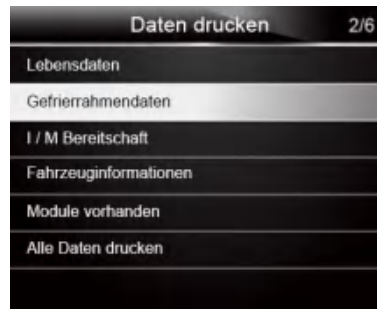 Daten drucken 2/6
Lebensdaten
Gefrierrahmendaten
I / M Bereitschaft
Fahrzeuginformationen
Module vorhanden
Alle Daten drucken